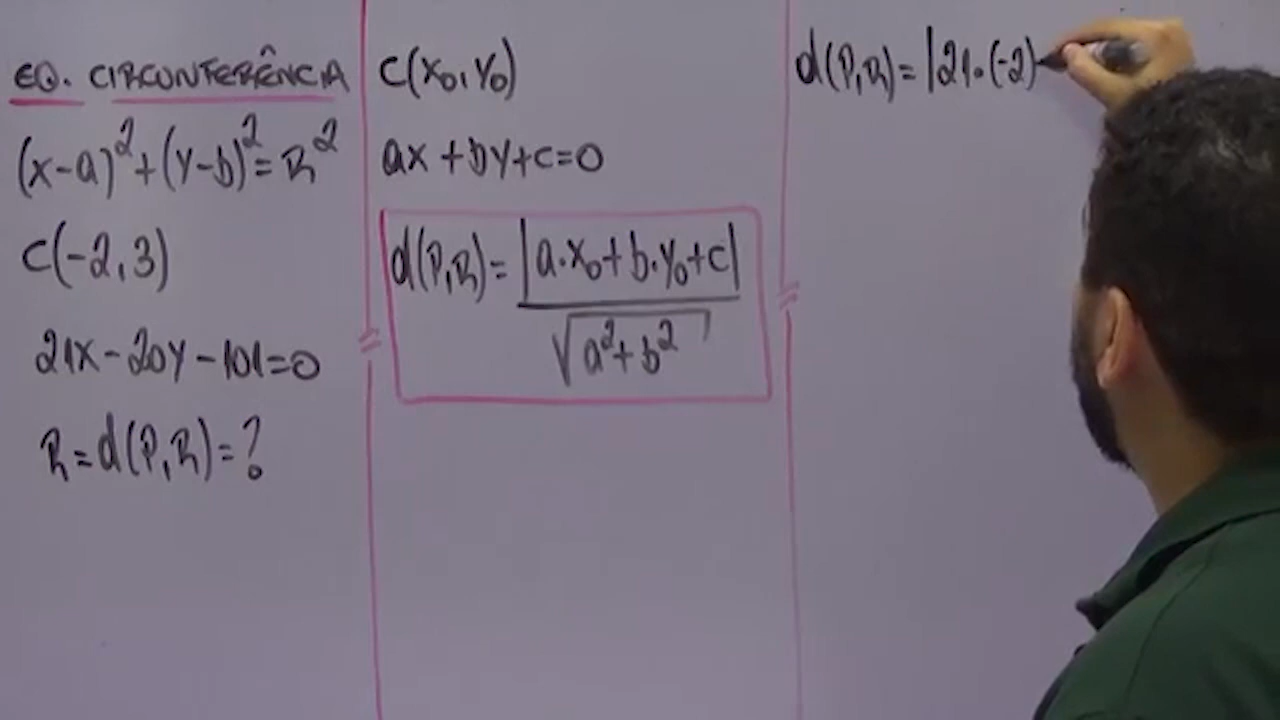 EQ. CIRCUNFERÊNCIA
(x-a)²+(y-b)²=R²
C(-2,3)
21x-20y-101=0
R=d(P,R)=?
C(x₀,y₀)
ax+by+c=0
d(P,R)=|a·x₀+b·y₀+c|
√a²+b²
d(P,R)=|21·(-2)-